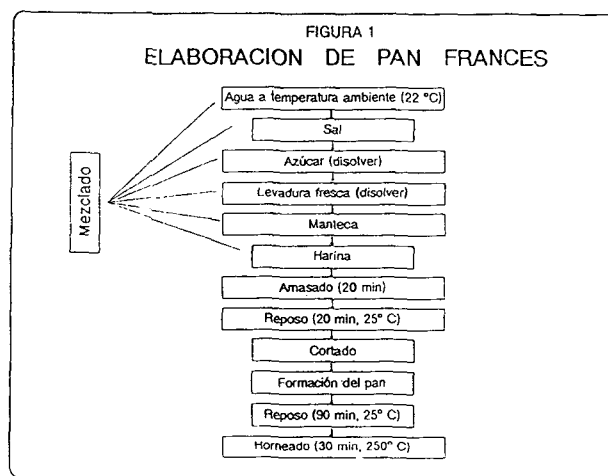 FIGURA 1
ELABORACION DE PAN FRANCES
Agua a temperatura ambiente (22 °C)
Sal
Azúcar (disolver)
Levadura fresca (disolver)
Manteca
Harina
Mezclado
Amasado (20 min)
Reposo (20 min, 25° C)
Cortado
Formación del pan
Reposo (90 min, 25° C)
Horneado (30 min, 250° C)